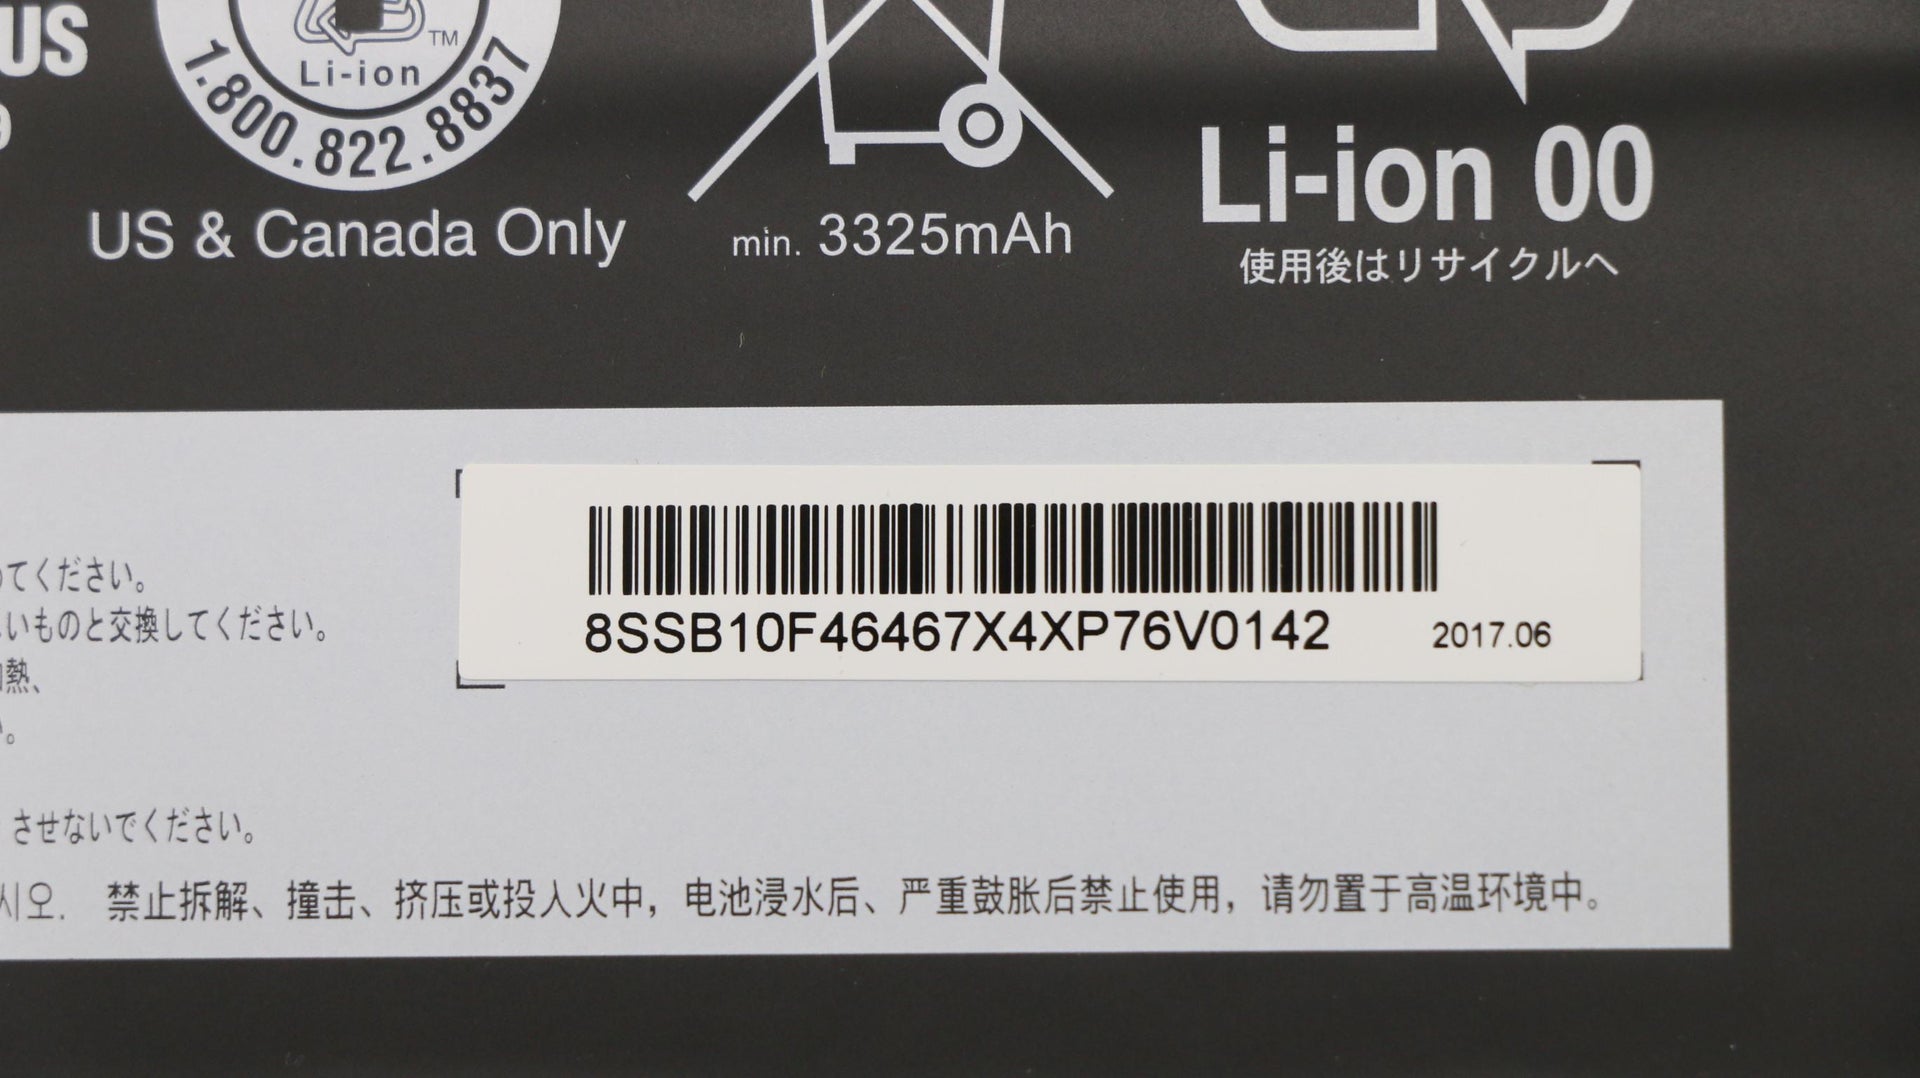 US
9
TM
Li-ion
1.800.822.8837
US & Canada Only
min. 3325mAh
Li-ion 00
使用後はリサイクルへ
てください。
いものと交換してください。
熱、
。
8SSB10F46467X4XP76V0142
2017.06
させないでください。
시오. 禁止拆解、撞击、挤压或投入火中，电池浸水后、严重鼓胀后禁止使用，请勿置于高温环境中。